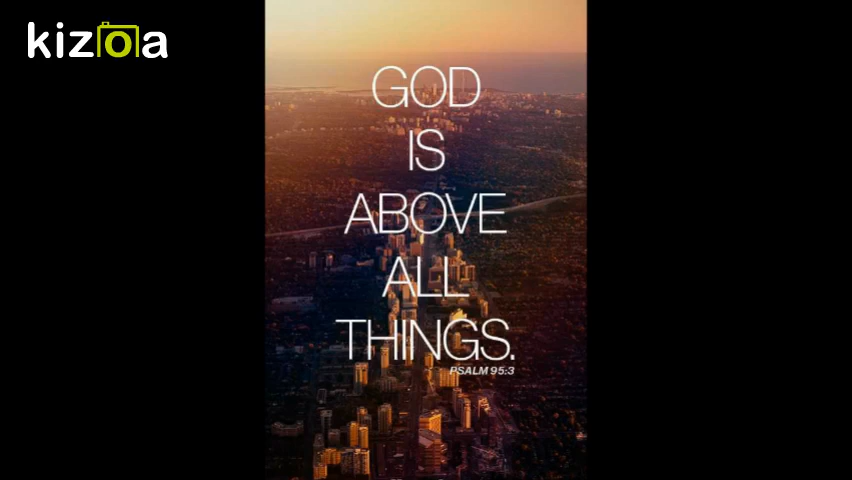 kizoa
GOD
IS
ABOVE
ALL
THINGS.
PSALM 95:3